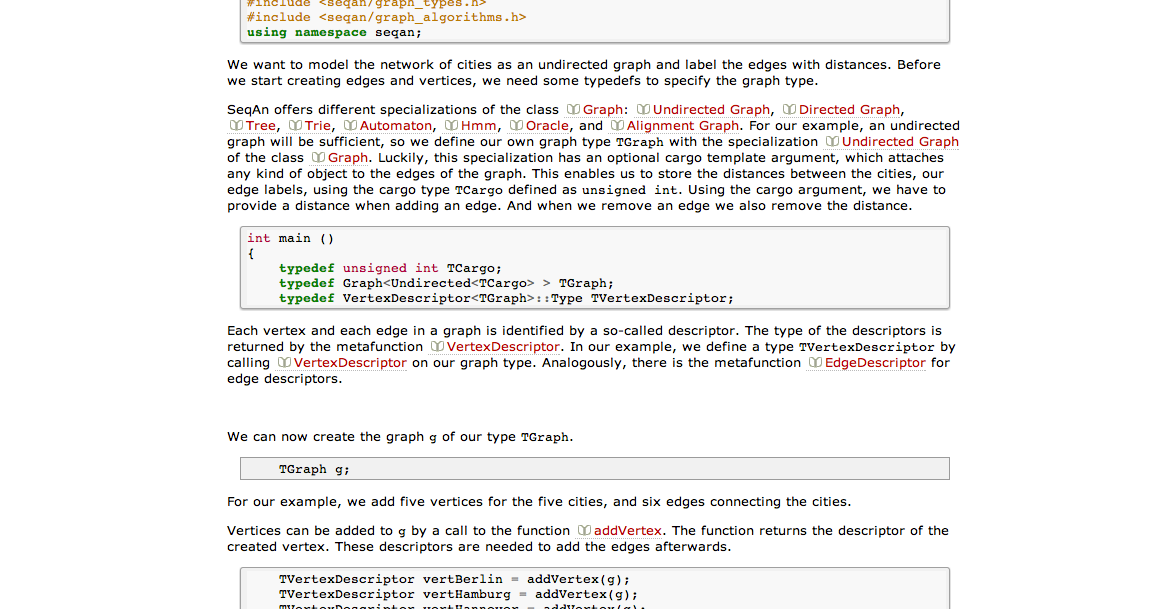 #include <seqan/graph_types.h>
#include <seqan/graph_algorithms.h>
using namespace seqan;
We want to model the network of cities as an undirected graph and label the edges with distances. Before
we start creating edges and vertices, we need some typedefs to specify the graph type.
SeqAn offers different specializations of the class Graph: Undirected Graph, Directed Graph,
Tree, Trie, Automaton, Hmm, Oracle, and Alignment Graph. For our example, an undirected
graph will be sufficient, so we define our own graph type TGraph with the specialization Undirected Graph
of the class Graph. Luckily, this specialization has an optional cargo template argument, which attaches
any kind of object to the edges of the graph. This enables us to store the distances between the cities, our
edge labels, using the cargo type TCargo defined as unsigned int. Using the cargo argument, we have to
provide a distance when adding an edge. And when we remove an edge we also remove the distance.
int main ()
{
typedef unsigned int TCargo;
typedef Graph<Undirected<TCargo> > TGraph;
typedef VertexDescriptor<TGraph>::Type TVertexDescriptor;
Each vertex and each edge in a graph is identified by a so-called descriptor. The type of the descriptors is
returned by the metafunction VertexDescriptor. In our example, we define a type TVertexDescriptor by
calling VertexDescriptor on our graph type. Analogously, there is the metafunction EdgeDescriptor for
edge descriptors.
We can now create the graph g of our type TGraph.
TGraph g;
For our example, we add five vertices for the five cities, and six edges connecting the cities.
Vertices can be added to g by a call to the function addVertex. The function returns the descriptor of the
created vertex. These descriptors are needed to add the edges afterwards.
TVertexDescriptor vertBerlin = addVertex(g);
TVertexDescriptor vertHamburg = addVertex(g);
TVertexDescriptor vertHannover = addVertex(g);